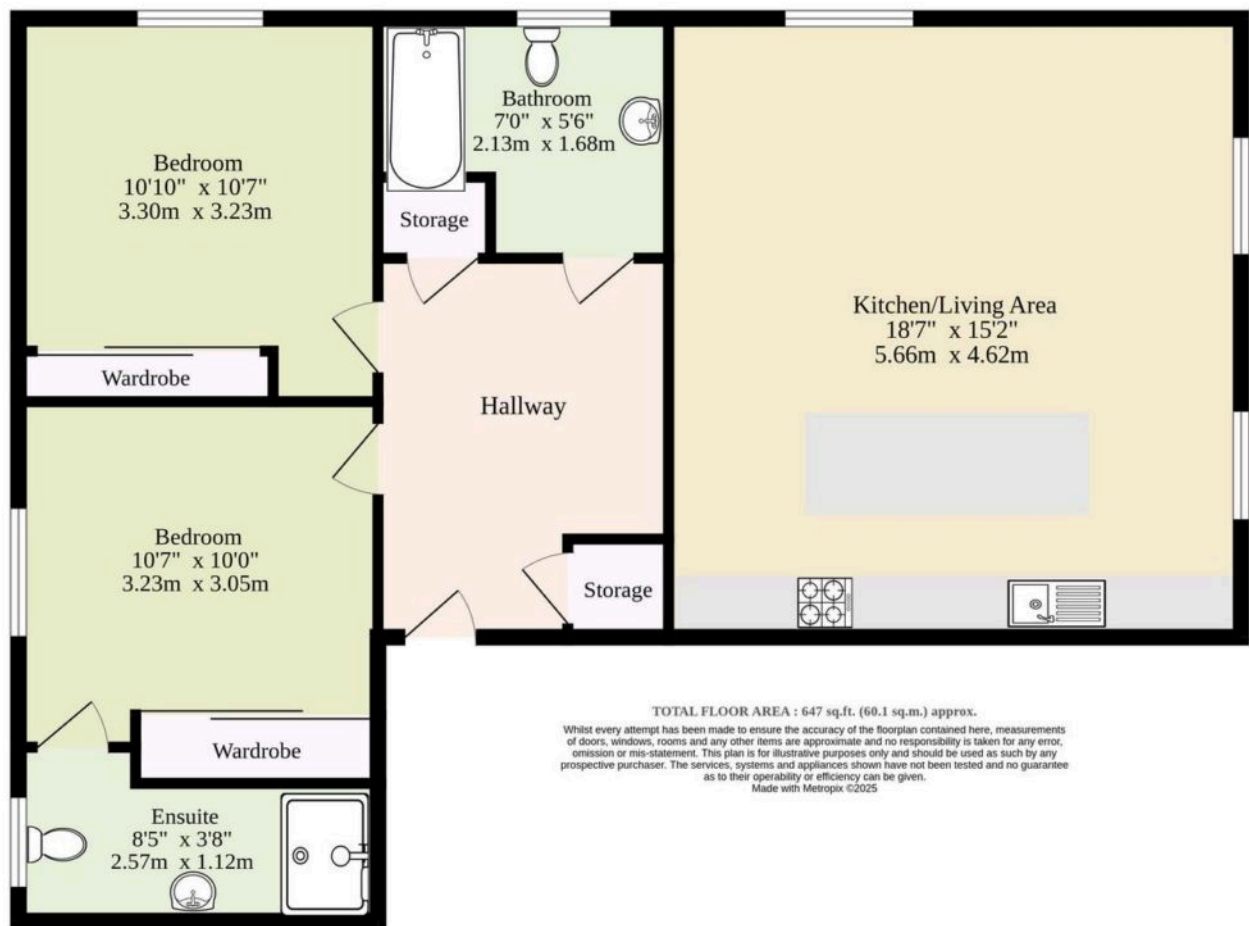 Bedroom
10'10" x 10'7"
3.30m x 3.23m
Wardrobe
Bathroom
7'0" x 5'6"
2.13m x 1.68m
Storage
Hallway
Storage
Kitchen/Living Area
18'7" x 15'2"
5.66m x 4.62m
Bedroom
10'7" x 10'0"
3.23m x 3.05m
Wardrobe
Ensuite
8'5" x 3'8"
2.57m x 1.12m
TOTAL FLOOR AREA : 647 sq.ft. (60.1 sq.m.) approx.
Whilst every attempt has been made to ensure the accuracy of the floorplan contained here, measurements
of doors, windows, rooms and any other items are approximate and no responsibility is taken for any error,
omission or mis-statement. This plan is for illustrative purposes only and should be used as such by any
prospective purchaser. The services, systems and appliances shown have not been tested and no guarantee
as to their operability or efficiency can be given.
Made with Metropix ©2025